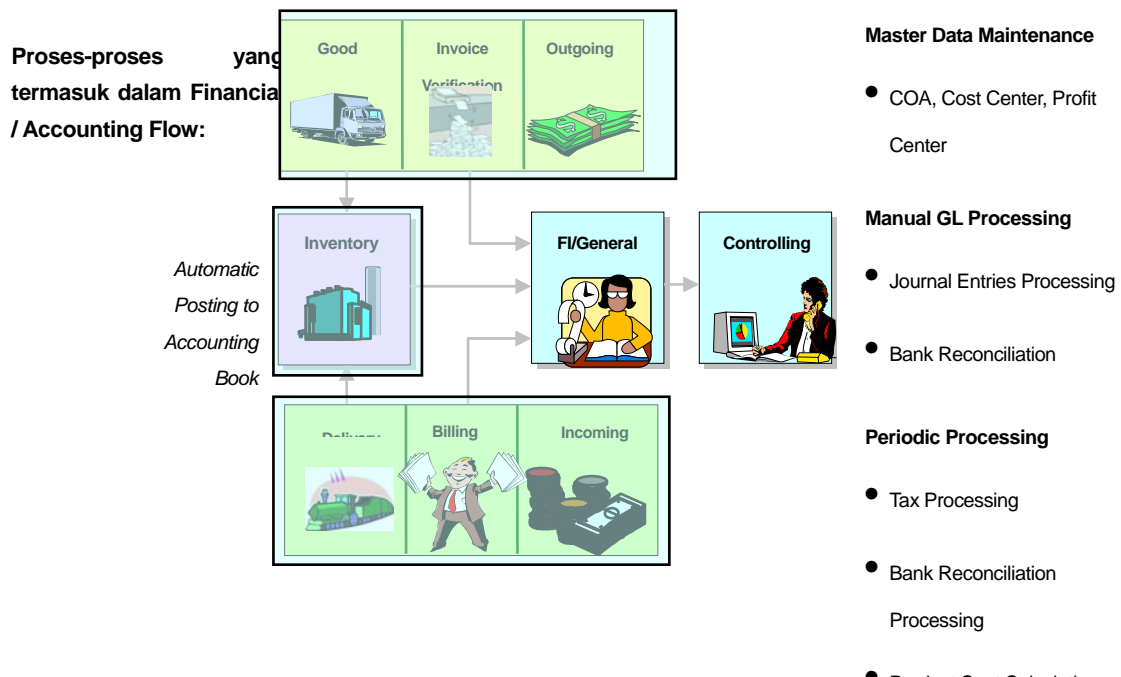 Proses-proses yang
termasuk dalam Financia
/ Accounting Flow:
Good
Invoice
Verification
Outgoing
Inventory
FI/General
Controlling
Automatic
Posting to
Accounting
Book
Delivery
Billing
Incoming
Master Data Maintenance
● COA, Cost Center, Profit
Center
Manual GL Processing
● Journal Entries Processing
● Bank Reconciliation
Periodic Processing
● Tax Processing
● Bank Reconciliation
Processing